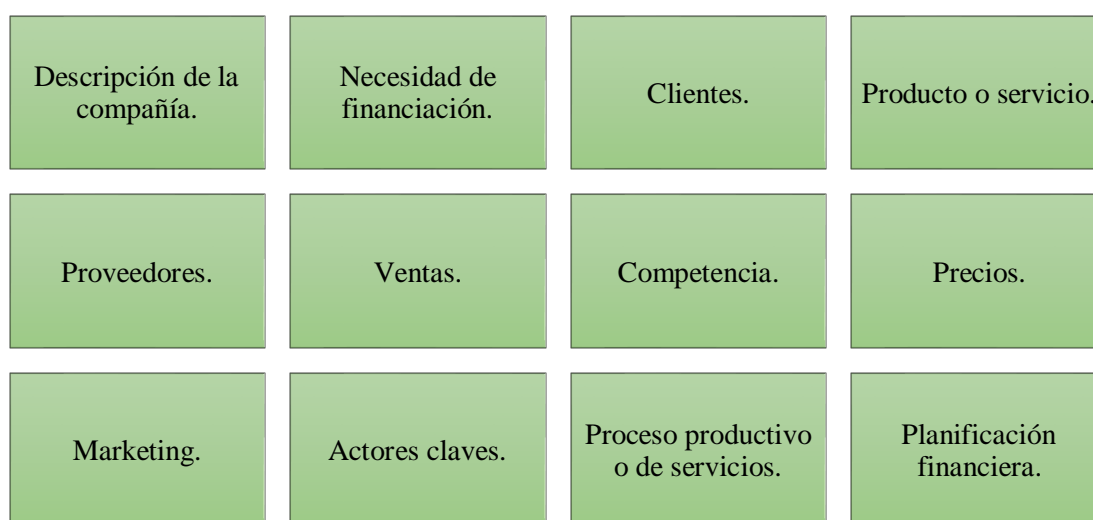 Descripción de la
compañía.
Necesidad de
financiación.
Clientes.
Producto o servicio.
Proveedores.
Ventas.
Competencia.
Precios.
Marketing.
Actores claves.
Proceso productivo
o de servicios.
Planificación
financiera.